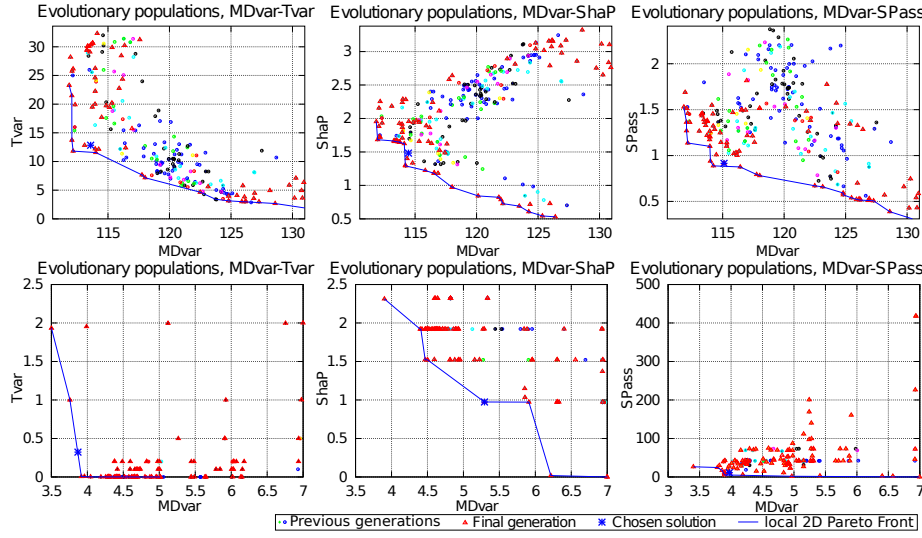 Evolutionary populations, MDvar-Tvar
Evolutionary populations, MDvar-ShaP
Evolutionary populations, MDvar-SPass
Tvar
30
25
20
15
10
5
0
115 120 125 130
MDvar
ShaP
3
2.5
2
1.5
1
0.5
115 120 125 130
MDvar
SPass
2
1.5
1
0.5
115 120 125 130
MDvar
Evolutionary populations, MDvar-Tvar
Evolutionary populations, MDvar-ShaP
Evolutionary populations, MDvar-SPass
Tvar
2.5
2
1.5
1
0.5
0
3.5 4 4.5 5 5.5 6 6.5 7
MDvar
ShaP
2.5
2
1.5
1
0.5
0
3.5 4 4.5 5 5.5 6 6.5 7
MDvar
SPass
500
400
300
200
100
0
3 3.5 4 4.5 5 5.5 6 6.5 7
MDvar
Previous generations Final generation Chosen solution local 2D Pareto Front